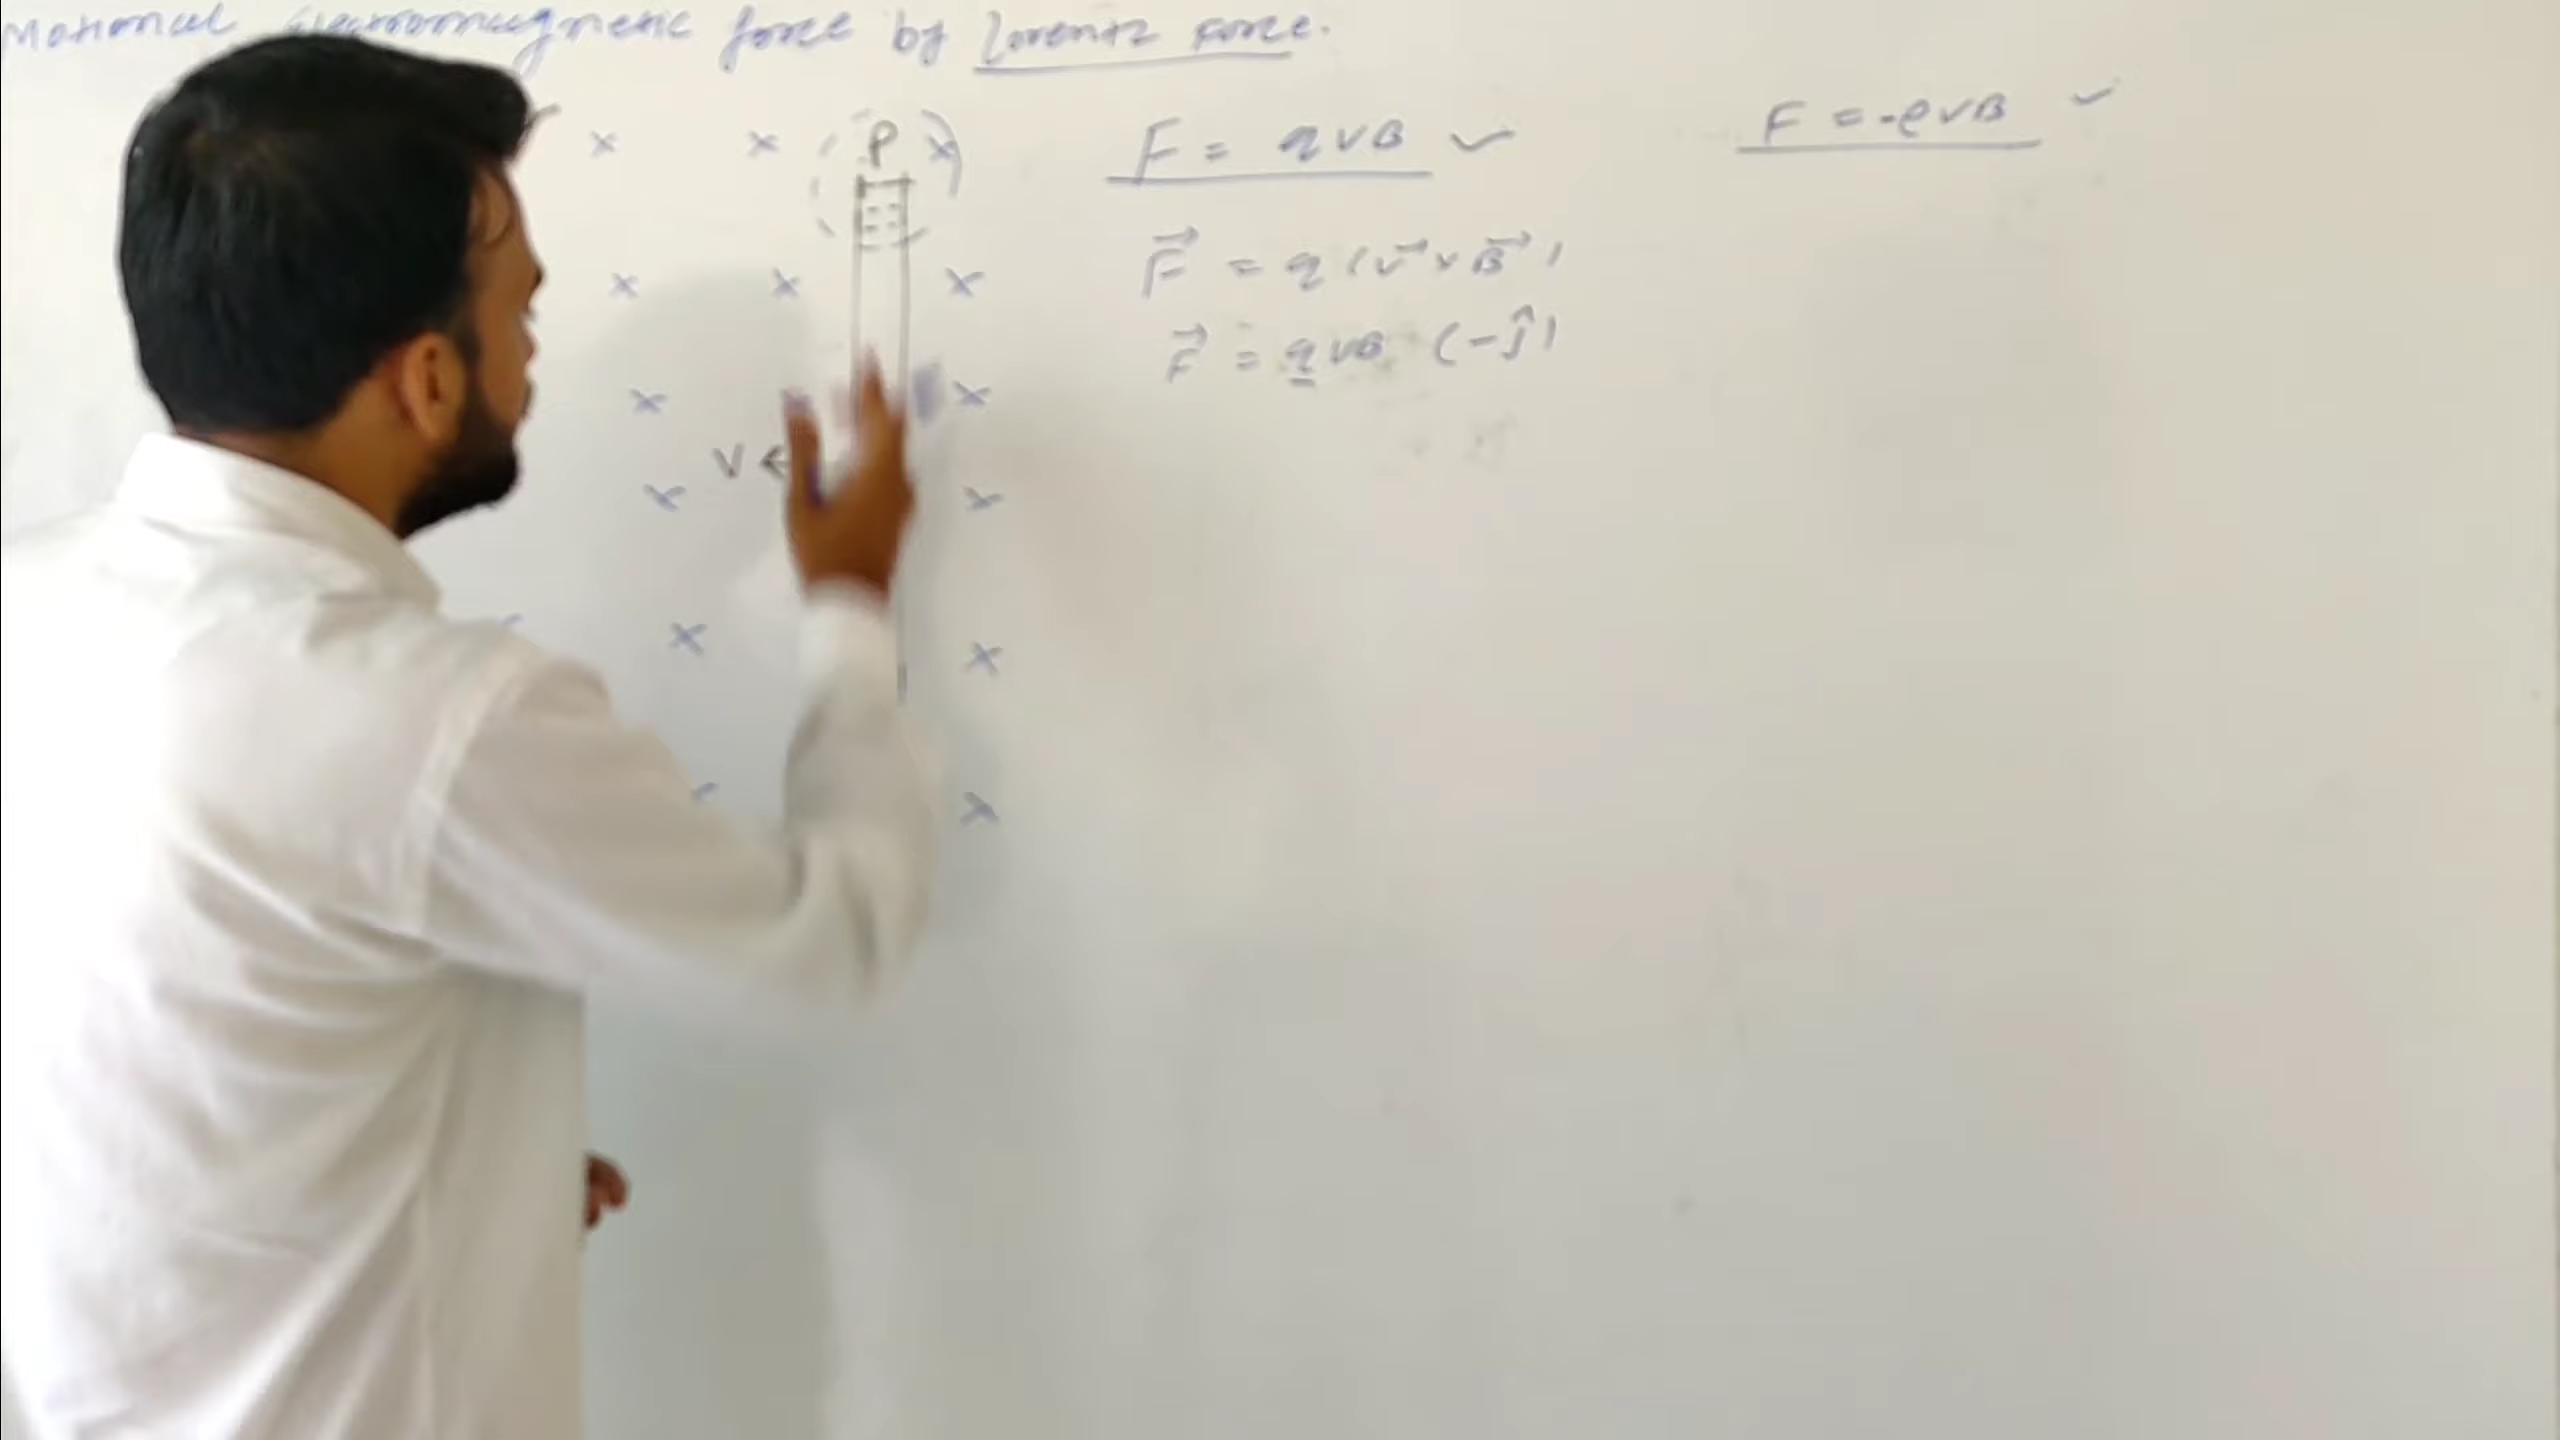 Motional Electromagnetic force by Lorentz Force.
P
V ←
F = qvB ✓
F⃗ = q (v⃗ × B⃗)
F⃗ = qvB (-ĵ)
F = -evB ✓